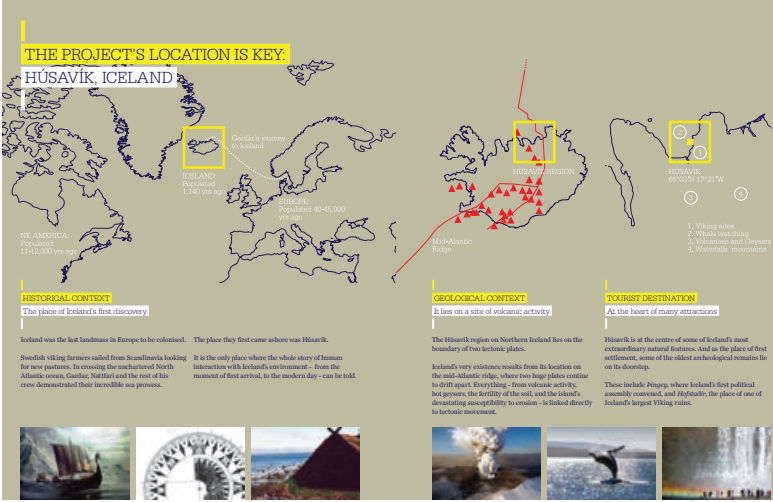 THE PROJECT'S LOCATION IS KEY:
HÚSAVÍK, ICELAND
Gardar's journey
to Iceland
ICELAND
Populated
1,140 yrs ago
EUROPE:
Populated 40-45,000
yrs ago
NE AMERICA:
Populated
11-12,000 yrs ago
HÚSAVÍK REGION
Mid-Alantic
Ridge
HÚSAVÍK
66°03"N 17°21"W
2
1
3
4
1, Viking sites
2, Whale-watching
3, Volcanoes and Geysers
4, Waterfalls, mountains
HISTORICAL CONTEXT
The place of Iceland's first discovery
Iceland was the last landmass in Europe to be colonised.
Swedish viking farmers sailed from Scandinavia looking
for new pastures. In crossing the unchartered North
Atlantic ocean, Gardar, Nattfari and the rest of his
crew demonstrated their incredible sea prowess.
The place they first came ashore was Húsavík.
It is the only place where the whole story of human
interaction with Iceland's environment - from the
moment of first arrival, to the modern day - can be told.
GEOLOGICAL CONTEXT
It lies on a site of volcanic activity
The Húsavík region on Northern Iceland lies on the
boundary of two tectonic plates.
Iceland's very existence results from its location on
the mid-Atlantic ridge, where two huge plates continue
to drift apart. Everything - from volcanic activity,
hot geysers, the fertility of the soil, and the island's
devastating susceptibility to erosion - is linked directly
to tectonic movement.
TOURIST DESTINATION
At the heart of many attractions
Húsavík is at the centre of some of Iceland's most
extraordinary natural features. And as the place of first
settlement, some of the oldest archeological remains lie
on its doorstep.
These include Þingey, where Iceland's first political
assembly convened, and Hofstaðir, the place of one of
Iceland's largest Viking ruins.